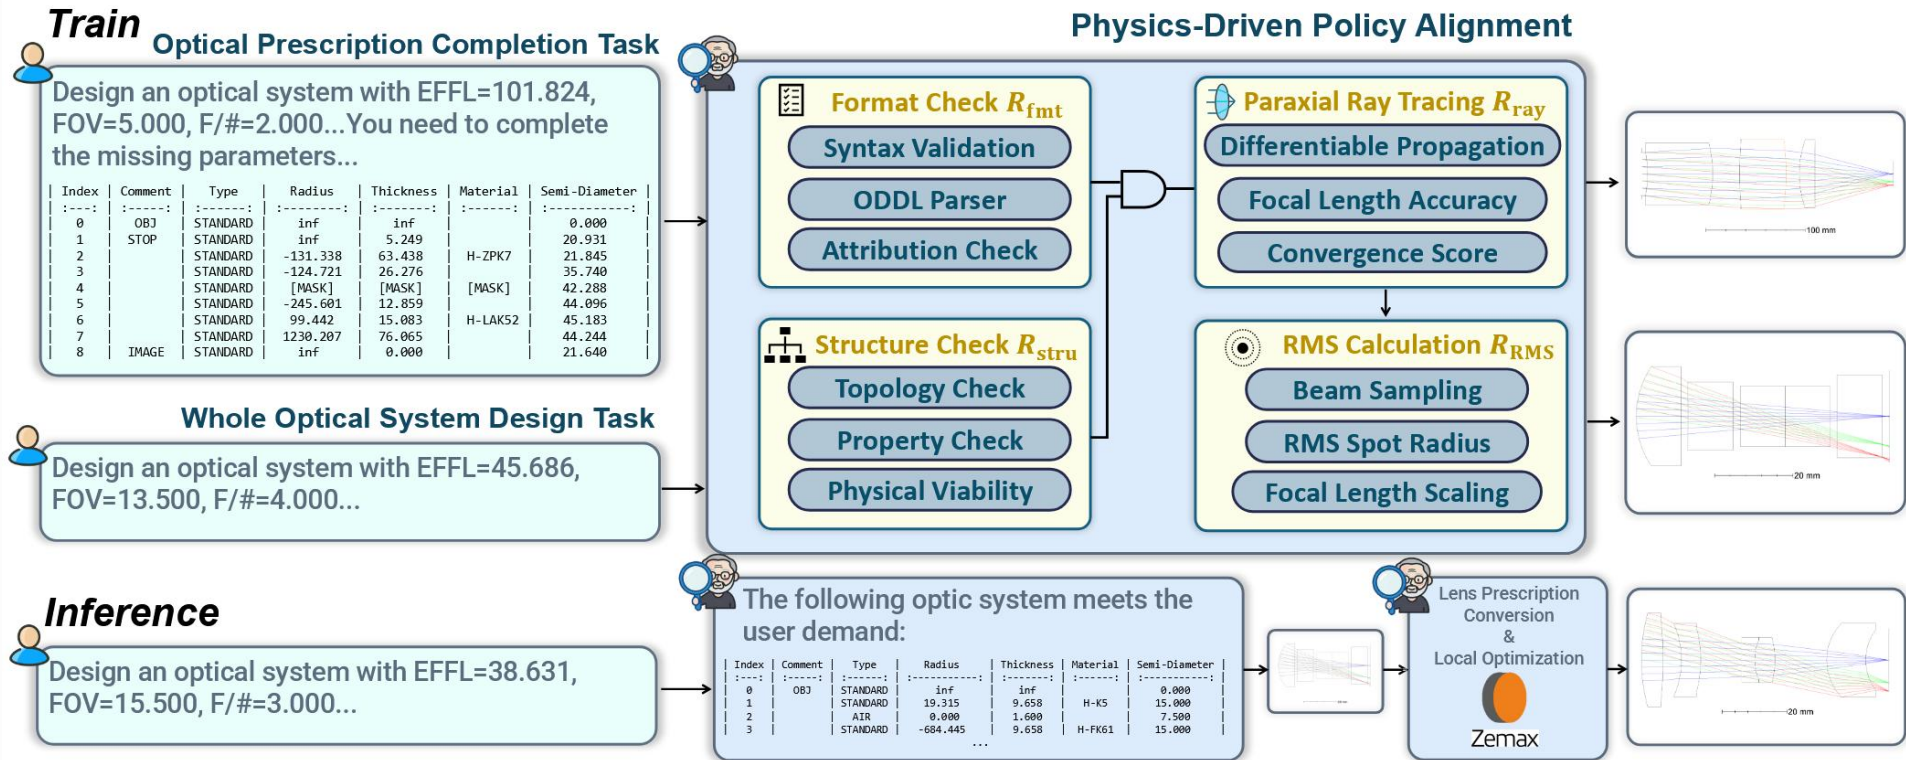 Train
Optical Prescription Completion Task
Design an optical system with EFFL=101.824,
FOV=5.000, F/#=2.000...You need to complete
the missing parameters...
| Index | Comment | Type | Radius | Thickness | Material | Semi-Diameter |
| :---: | :-----: | :------: | :--------: | :-------: | :------: | :-----------: |
| 0 | OBJ | STANDARD | inf | inf | | 0.000 |
| 1 | STOP | STANDARD | inf | 5.249 | | 20.931 |
| 2 | | STANDARD | -131.338 | 63.438 | H-ZPK7 | 21.845 |
| 3 | | STANDARD | -124.721 | 26.276 | | 35.740 |
| 4 | | STANDARD | [MASK] | [MASK] | [MASK] | 42.288 |
| 5 | | STANDARD | -245.601 | 12.859 | | 44.096 |
| 6 | | STANDARD | 99.442 | 15.083 | H-LAK52 | 45.183 |
| 7 | | STANDARD | 1230.207 | 76.065 | | 44.244 |
| 8 | IMAGE | STANDARD | inf | 0.000 | | 21.640 |
Whole Optical System Design Task
Design an optical system with EFFL=45.686,
FOV=13.500, F/#=4.000...
Physics-Driven Policy Alignment
Format Check R_fmt
Syntax Validation
ODDL Parser
Attribution Check
Structure Check R_stru
Topology Check
Property Check
Physical Viability
Paraxial Ray Tracing R_ray
Differentiable Propagation
Focal Length Accuracy
Convergence Score
RMS Calculation R_RMS
Beam Sampling
RMS Spot Radius
Focal Length Scaling
100 mm
20 mm
Inference
Design an optical system with EFFL=38.631,
FOV=15.500, F/#=3.000...
The following optic system meets the
user demand:
| Index | Comment | Type | Radius | Thickness | Material | Semi-Diameter |
| :---: | :-----: | :------: | :----------: | :-------: | :------: | :-----------: |
| 0 | OBJ | STANDARD | inf | inf | | 0.000 |
| 1 | | STANDARD | 19.315 | 9.658 | H-K5 | 15.000 |
| 2 | | AIR | 0.000 | 1.600 | | 7.500 |
| 3 | | STANDARD | -684.445 | 9.658 | H-FK61 | 15.000 |
...
Lens Prescription
Conversion
&
Local Optimization
Zemax
20 mm